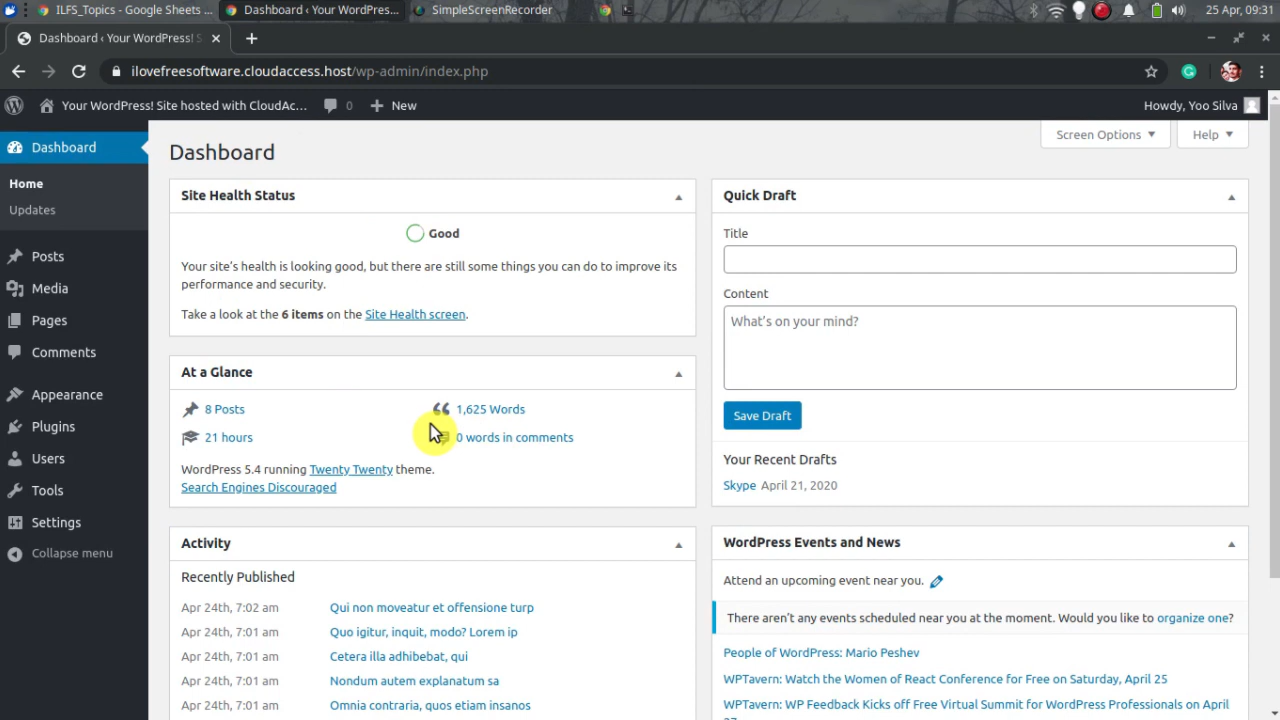 ILFS_Topics - Google Sheets ...
Dashboard ‹ Your WordPres...
SimpleScreenRecorder
25 Apr, 09:31
Dashboard ‹ Your WordPress! S
ilovefreesoftware.cloudaccess.host/wp-admin/index.php
Your WordPress! Site hosted with CloudAc...
0
New
Howdy, Yoo Silva
Dashboard
Home
Updates
Posts
Media
Pages
Comments
Appearance
Plugins
Users
Tools
Settings
Collapse menu
Screen Options
Help
Dashboard
Site Health Status
Good
Your site's health is looking good, but there are still some things you can do to improve its
performance and security.
Take a look at the 6 items on the Site Health screen.
At a Glance
8 Posts
1,625 Words
21 hours
0 words in comments
WordPress 5.4 running Twenty Twenty theme.
Search Engines Discouraged
Activity
Recently Published
Apr 24th, 7:02 am Qui non moveatur et offensione turp
Apr 24th, 7:01 am Quo igitur, inquit, modo? Lorem ip
Apr 24th, 7:01 am Cetera illa adhibebat, qui
Apr 24th, 7:01 am Nondum autem explanatum sa
Apr 24th, 7:01 am Omnia contraria, quos etiam insanos
Quick Draft
Title
Content
What's on your mind?
Save Draft
Your Recent Drafts
Skype April 21, 2020
WordPress Events and News
Attend an upcoming event near you.
There aren't any events scheduled near you at the moment. Would you like to organize one?
People of WordPress: Mario Peshev
WPTavern: Watch the Women of React Conference for Free on Saturday, April 25
WPTavern: WP Feedback Kicks off Free Virtual Summit for WordPress Professionals on April
27